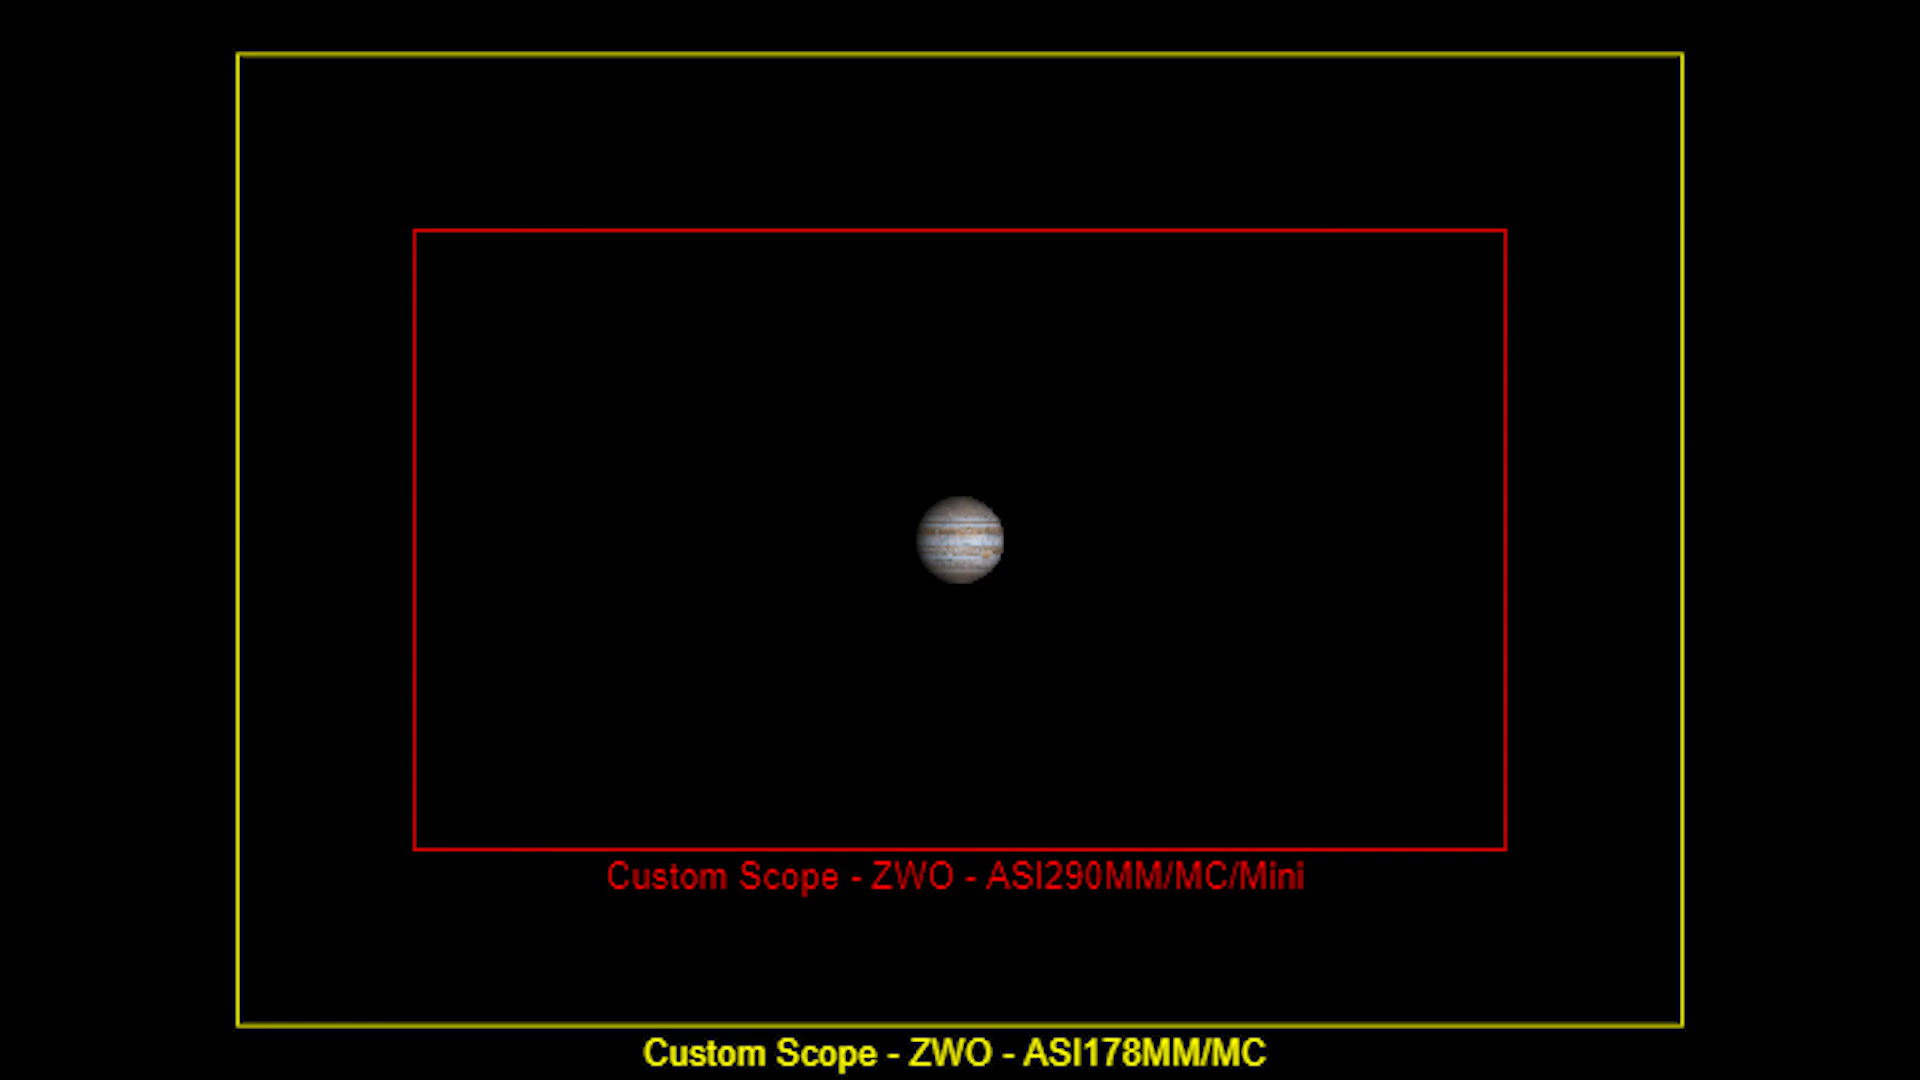 Custom Scope - ZWO - ASI290MM/MC/Mini
Custom Scope - ZWO - ASI178MM/MC